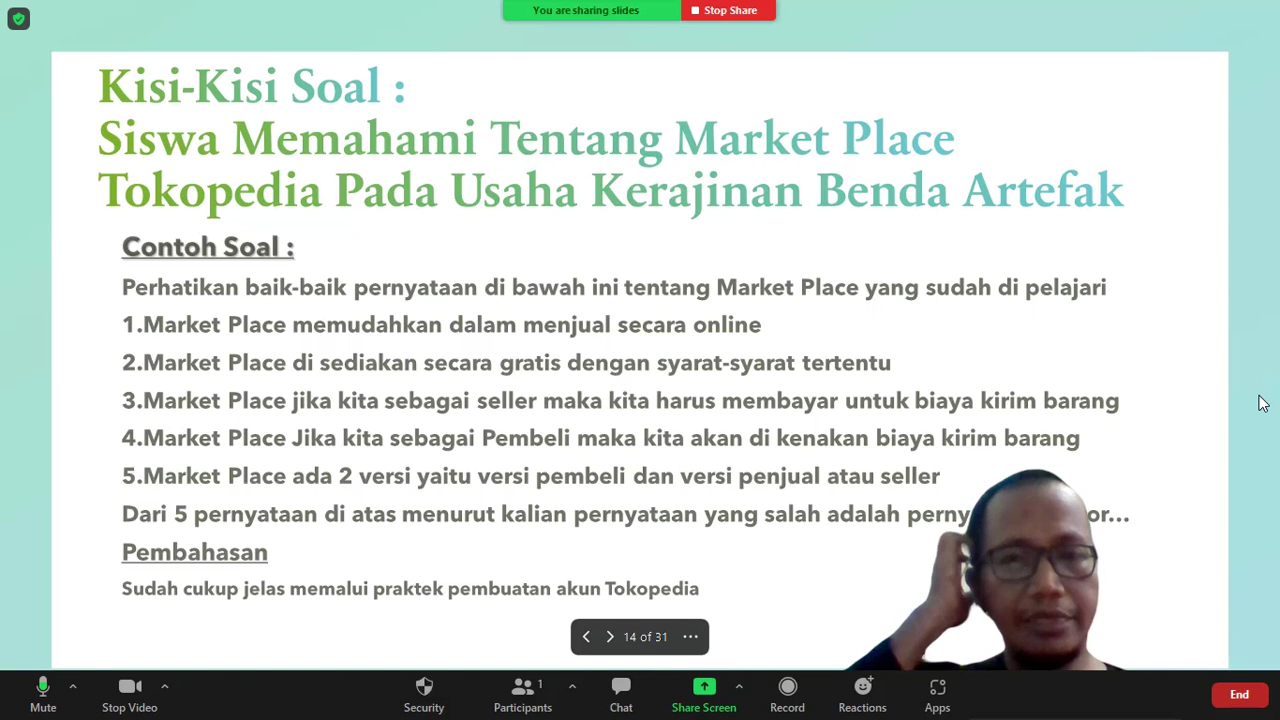 You are sharing slides
Stop Share
Kisi-Kisi Soal :
Siswa Memahami Tentang Market Place
Tokopedia Pada Usaha Kerajinan Benda Artefak
Contoh Soal :
Perhatikan baik-baik pernyataan di bawah ini tentang Market Place yang sudah di pelajari
1.Market Place memudahkan dalam menjual secara online
2.Market Place di sediakan secara gratis dengan syarat-syarat tertentu
3.Market Place jika kita sebagai seller maka kita harus membayar untuk biaya kirim barang
4.Market Place Jika kita sebagai Pembeli maka kita akan di kenakan biaya kirim barang
5.Market Place ada 2 versi yaitu versi pembeli dan versi penjual atau seller
Dari 5 pernyataan di atas menurut kalian pernyataan yang salah adalah
Pembahasan
Sudah cukup jelas memalui praktek pembuatan akun Tokopedia
14 of 31
Mute
Stop Video
Security
Participants 1
Chat
Share Screen
Record
Reactions
Apps
End